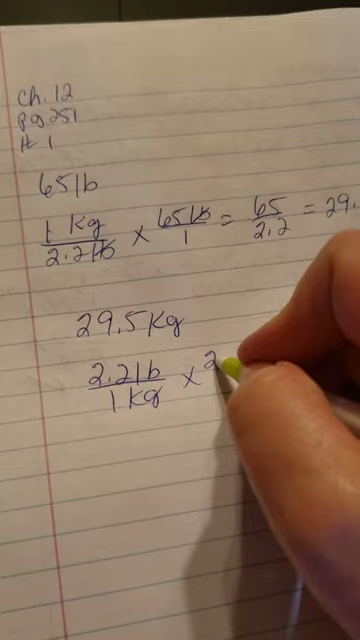 Ch. 12
pg 251
# 1
65 lb
1 Kg / 2.2 lb × 65 lb / 1 = 65 / 2.2 = 29.
29.5 Kg
2.2 lb / 1 Kg × 2